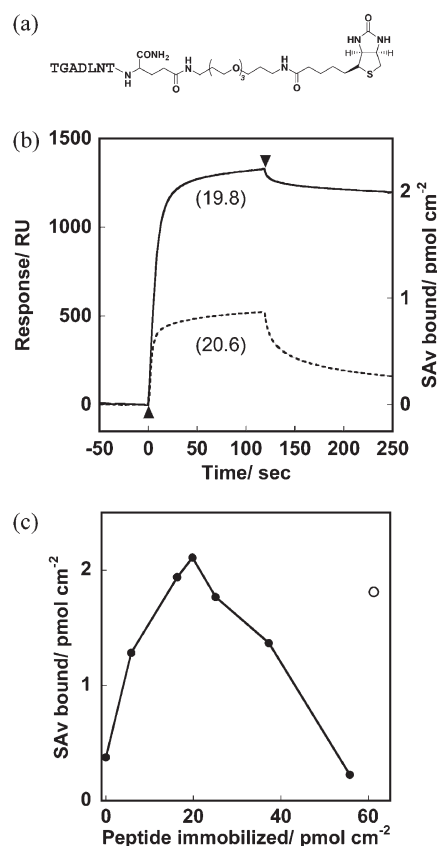 (a)
TGADLNT
CONH₂
N
H
O
H
N
O
3
H
N
O
O
HN
NH
H
H
S
(b)
1500
1000
500
0
Response/ RU
(19.8)
(20.6)
2
1
0
SAv bound/ pmol cm⁻²
-50 0 50 100 150 200 250
Time/ sec
(c)
2
1
0
SAv bound/ pmol cm⁻²
0 20 40 60
Peptide immobilized/ pmol cm⁻²